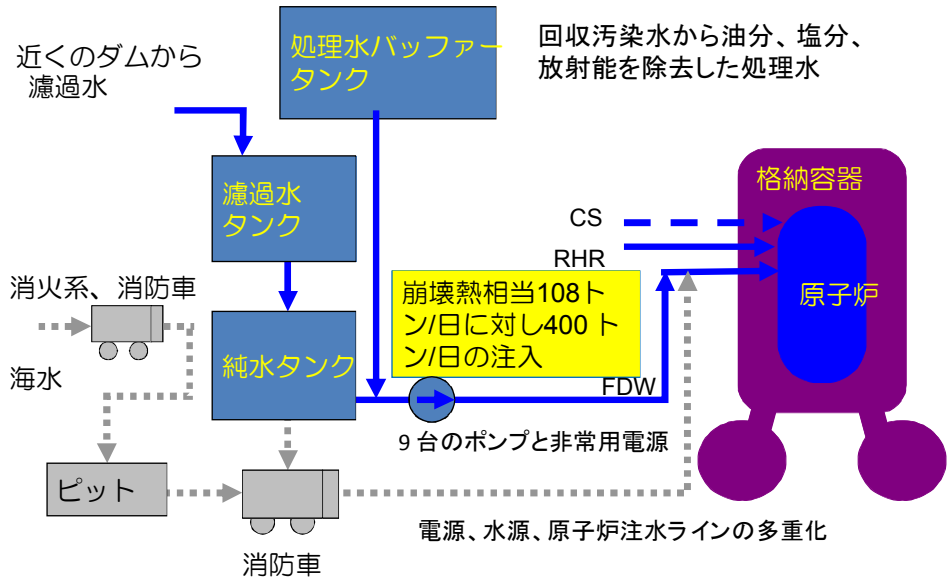 近くのダムから
濾過水
処理水バッファー
タンク
回収汚染水から油分、塩分、
放射能を除去した処理水
濾過水
タンク
格納容器
CS
RHR
原子炉
消火系、消防車
海水
崩壊熱相当108ト
ン/日に対し400 ト
ン/日の注入
純水タンク
FDW
9 台のポンプと非常用電源
ピット
消防車
電源、水源、原子炉注水ラインの多重化